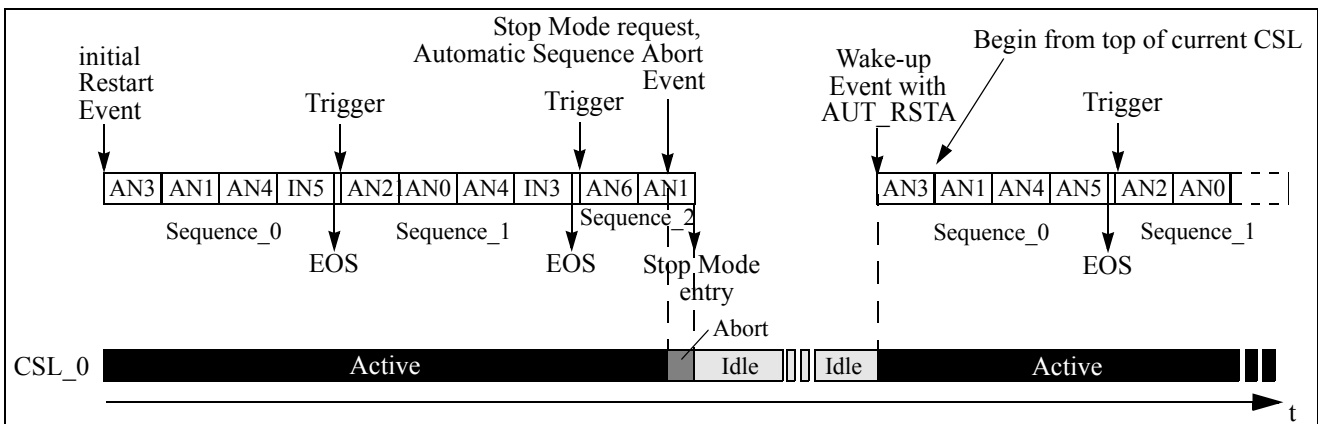 Stop Mode request,
Automatic Sequence Abort
Event
initial
Restart
Event
Trigger
Trigger
Wake-up
Event with
AUT_RSTA
Begin from top of current CSL
Trigger
AN3 AN1 AN4 IN5 AN21AN0 AN4 IN3 AN6 AN1
AN3 AN1 AN4 AN5 AN2 AN0
Sequence_0
Sequence_1
Sequence_2
Sequence_0
Sequence_1
EOS
EOS
Stop Mode
entry
EOS
Abort
CSL_0
Active
Idle
Idle
Active
t